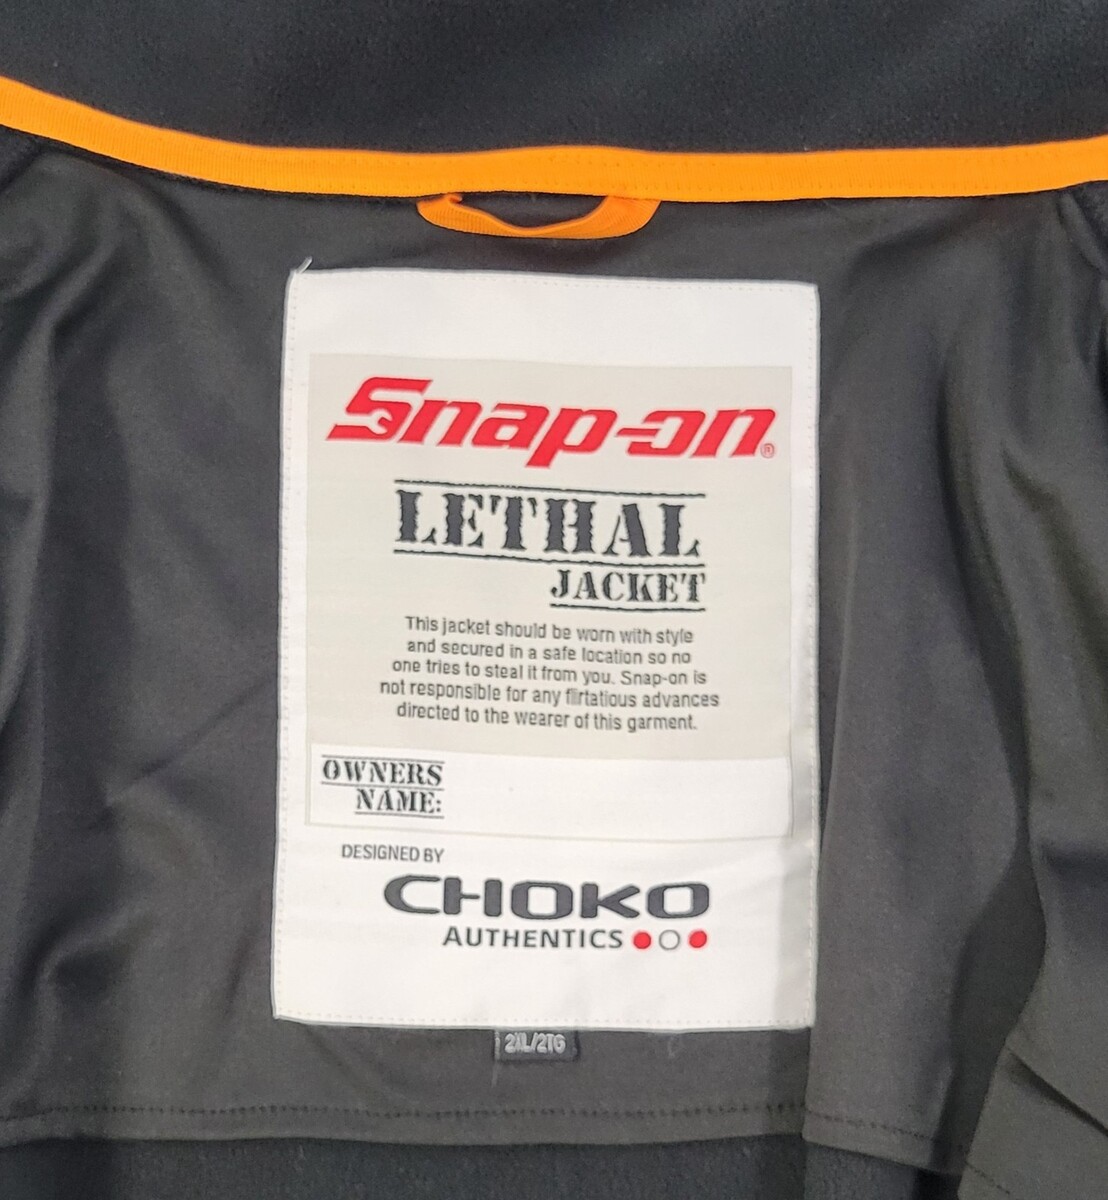 Snap-on®
LETHAL
JACKET
This jacket should be worn with style
and secured in a safe location so no
one tries to steal it from you. Snap-on is
not responsible for any flirtatious advances
directed to the wearer of this garment.
OWNERS
NAME:
DESIGNED BY
CHOKO
AUTHENTICS
2XL/2TG